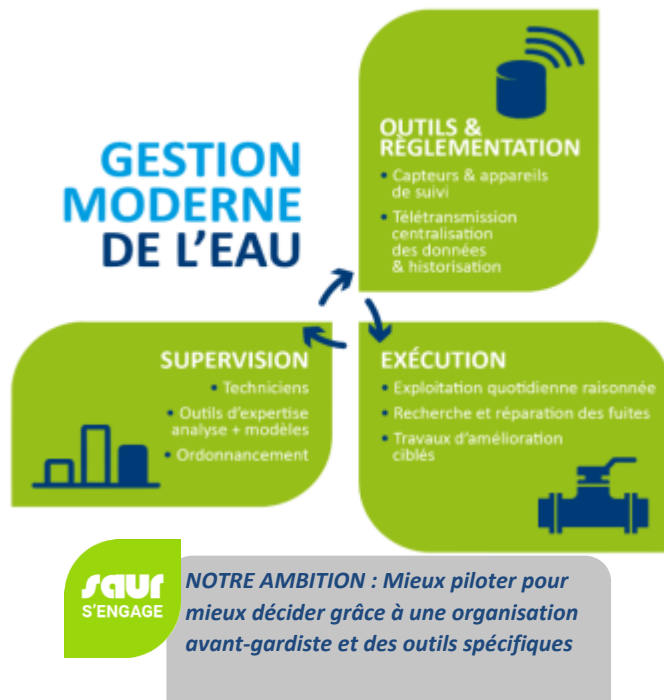 GESTION
MODERNE
DE L'EAU
OUTILS &
RÈGLEMENTATION
• Capteurs & appareils
de suivi
• Télétransmission
centralisation
des données
& historisation
SUPERVISION
• Techniciens
• Outils d'expertise
analyse + modèles
• Ordonnancement
EXÉCUTION
• Exploitation quotidienne raisonnée
• Recherche et réparation des fuites
• Travaux d'amélioration
ciblés
saur
S'ENGAGE
NOTRE AMBITION : Mieux piloter pour
mieux décider grâce à une organisation
avant-gardiste et des outils spécifiques